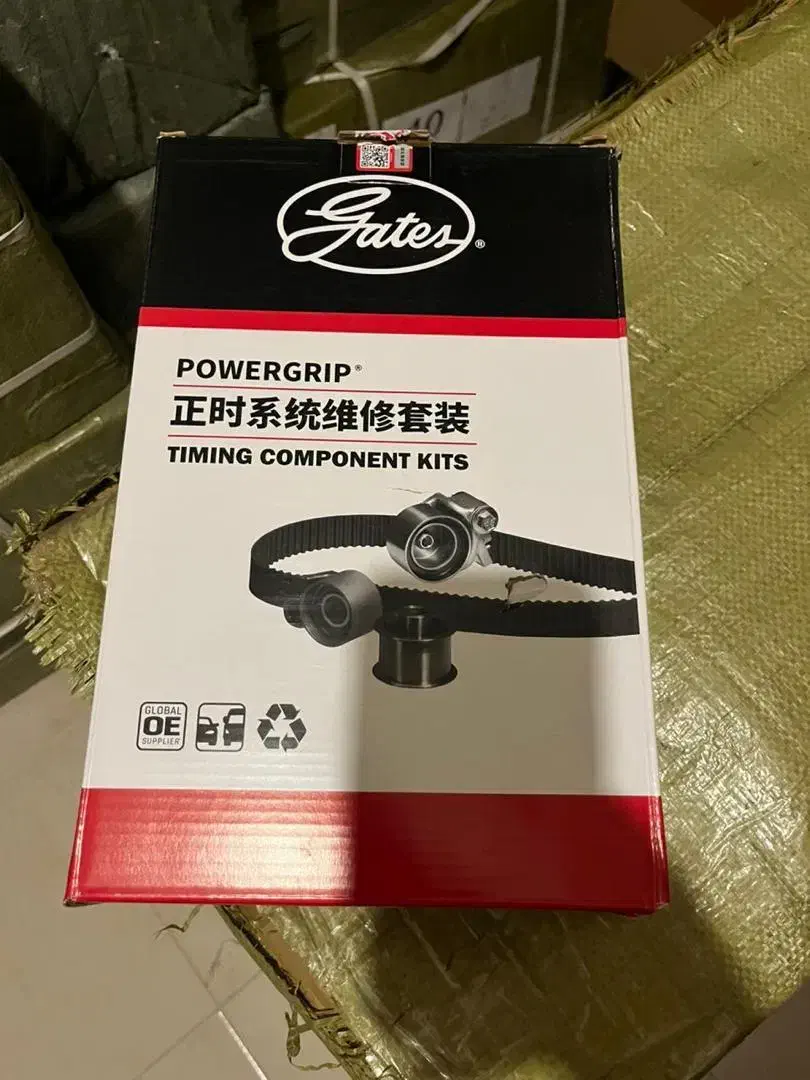 Gates®
POWERGRIP®
正时系统维修套装
TIMING COMPONENT KITS
GLOBAL
OE
SUPPLIER